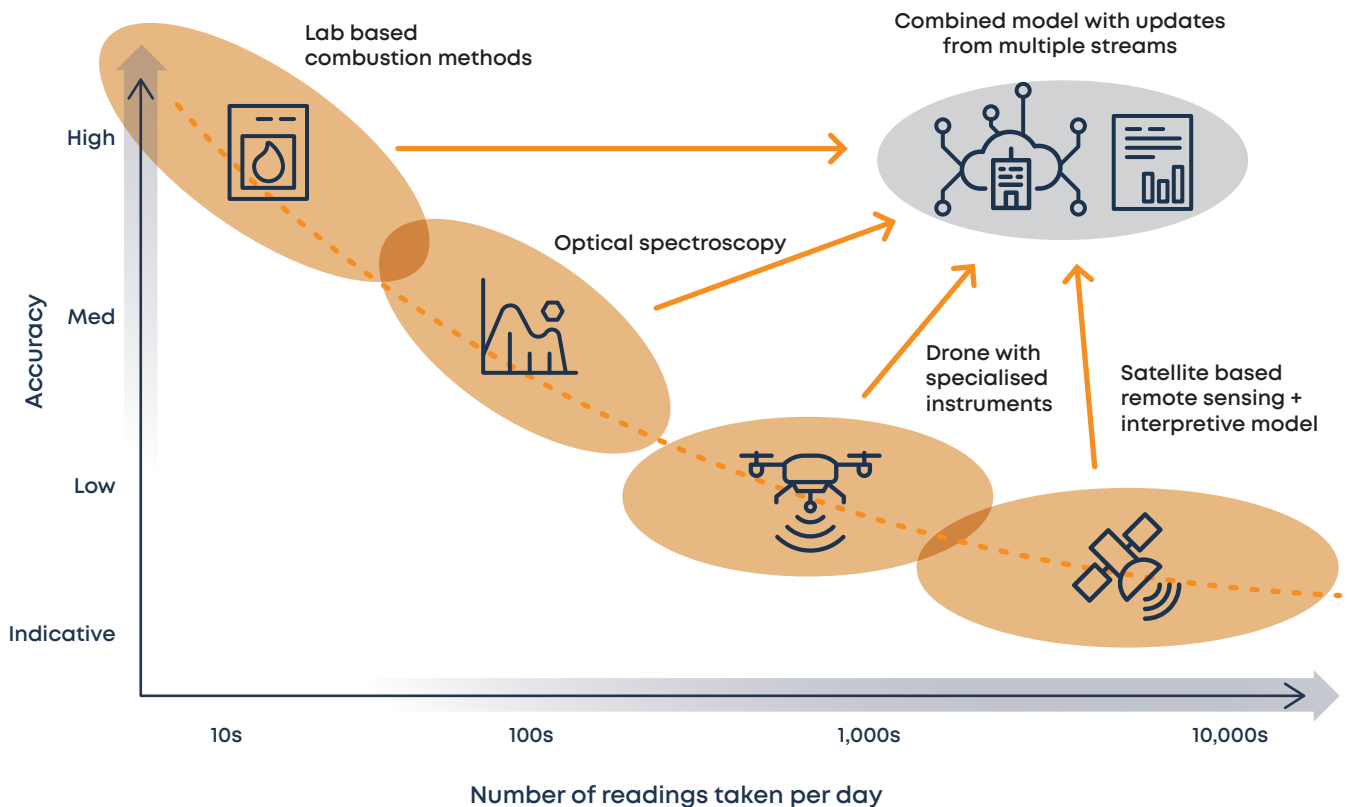 Lab based
combustion methods
Combined model with updates
from multiple streams
High
Optical spectroscopy
Med
Drone with
specialised
instruments
Satellite based
remote sensing +
interpretive model
Accuracy
Low
Indicative
10s
100s
1,000s
10,000s
Number of readings taken per day